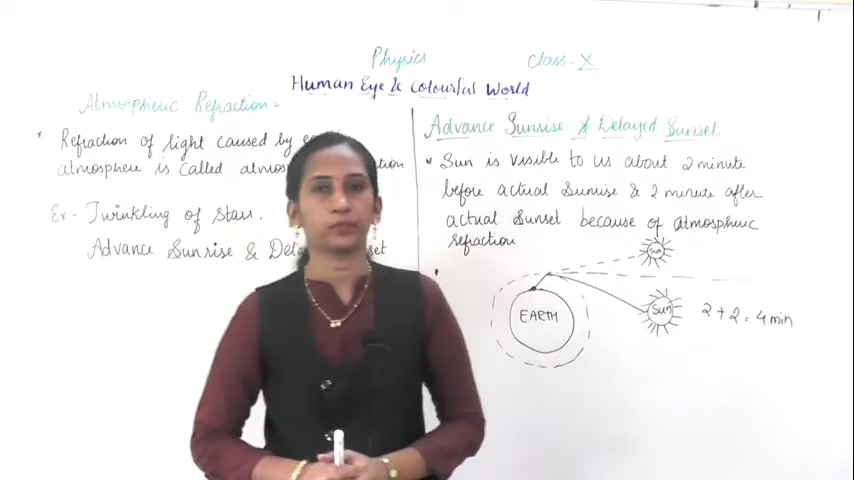 Physics Class-X
Human Eye & Colourful World
Atmospheric Refraction -
* Refraction of light caused by
atmosphere is called
Ex- Twinkling of stars.
Advance Sunrise &
Advance Sunrise & Delayed Sunset
* Sun is visible to us about 2 minute
before actual Sunrise & 2 minute after
actual Sunset because of atmospheric
refraction
Sun
*
EARTH
Sun
2 + 2 = 4 min